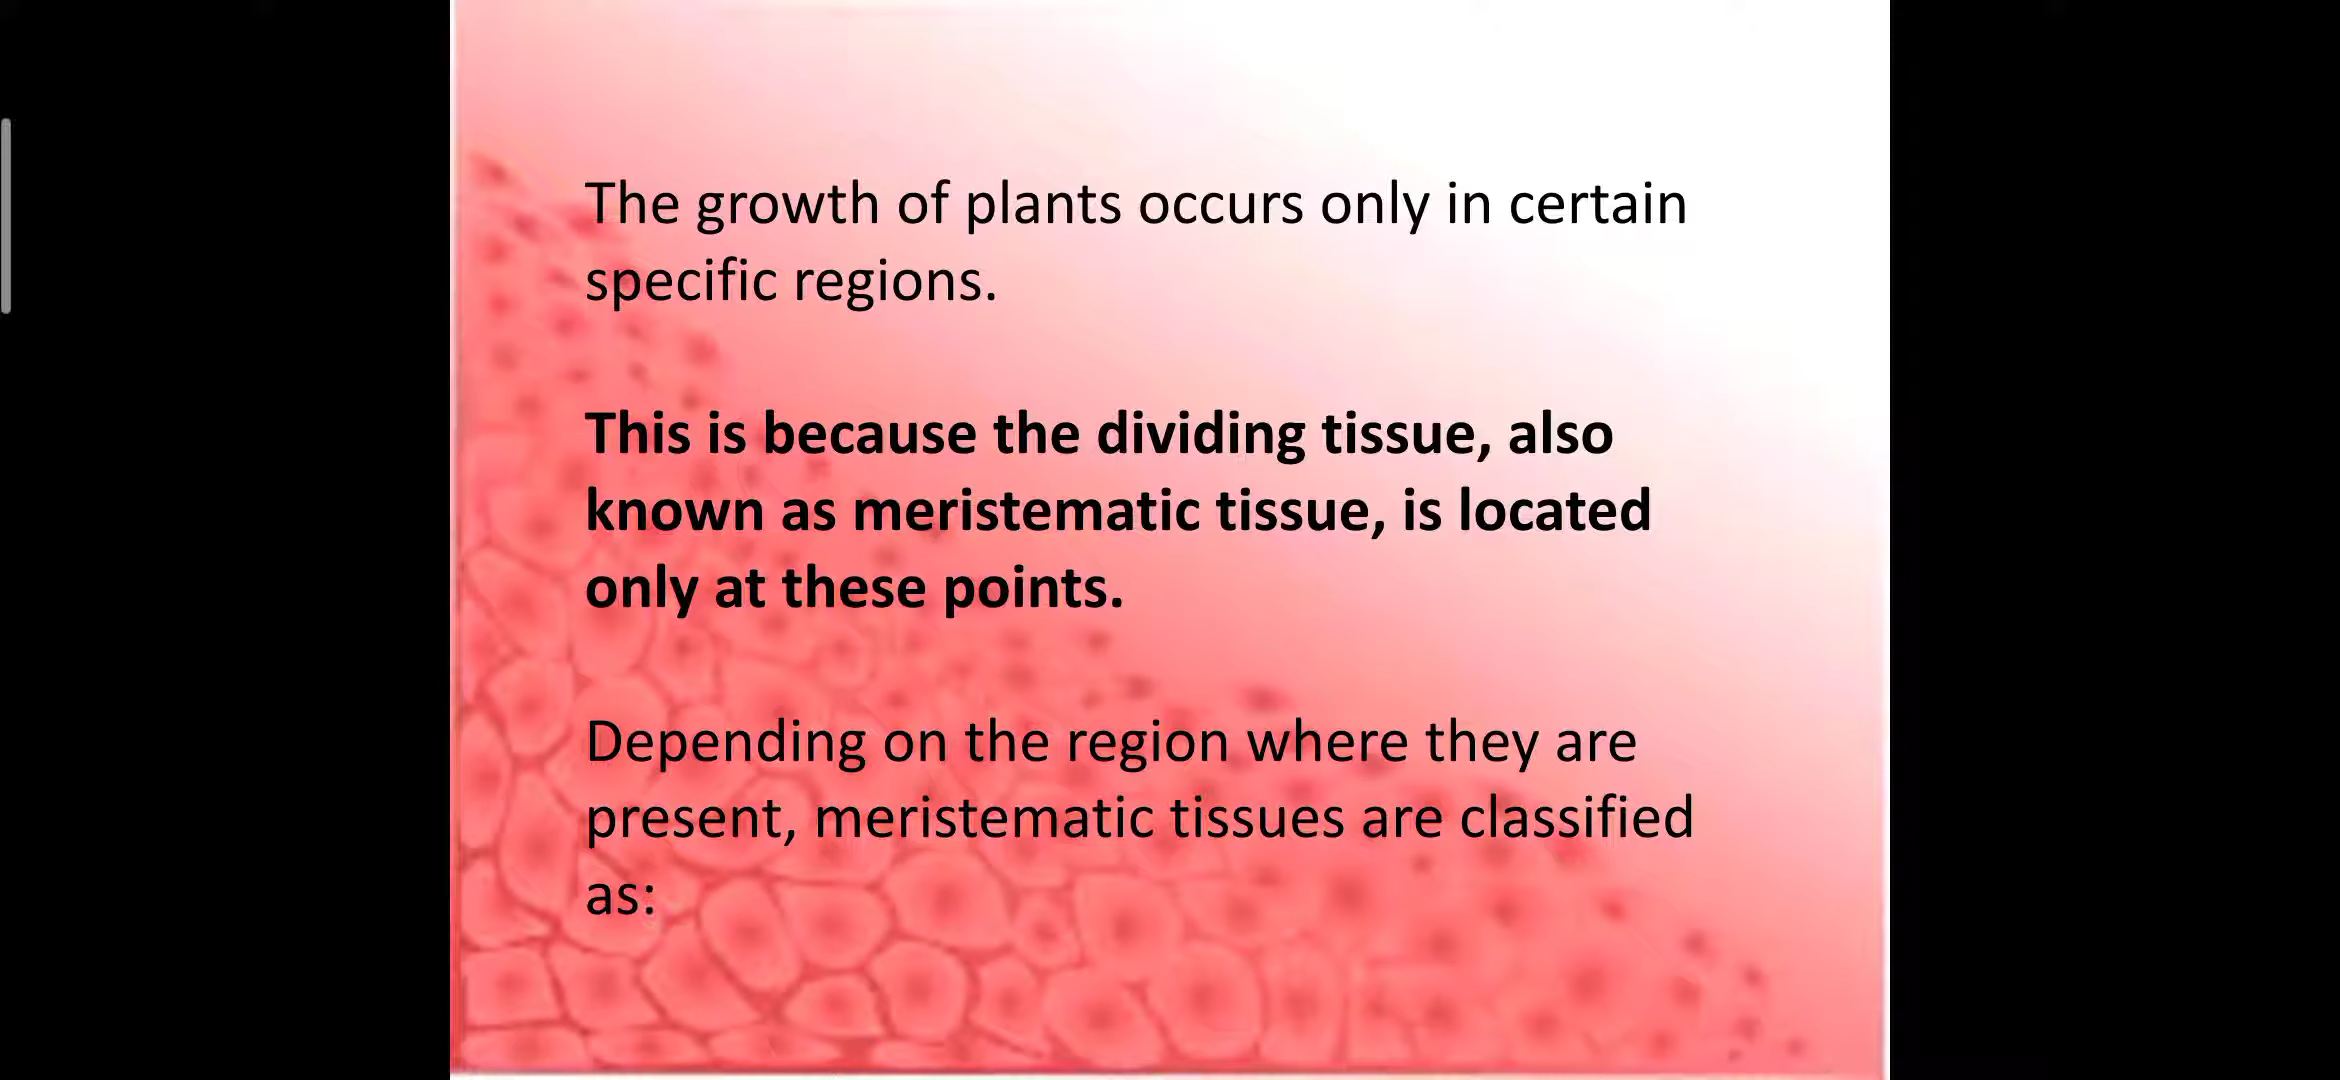 The growth of plants occurs only in certain
specific regions.
This is because the dividing tissue, also
known as meristematic tissue, is located
only at these points.
Depending on the region where they are
present, meristematic tissues are classified
as: